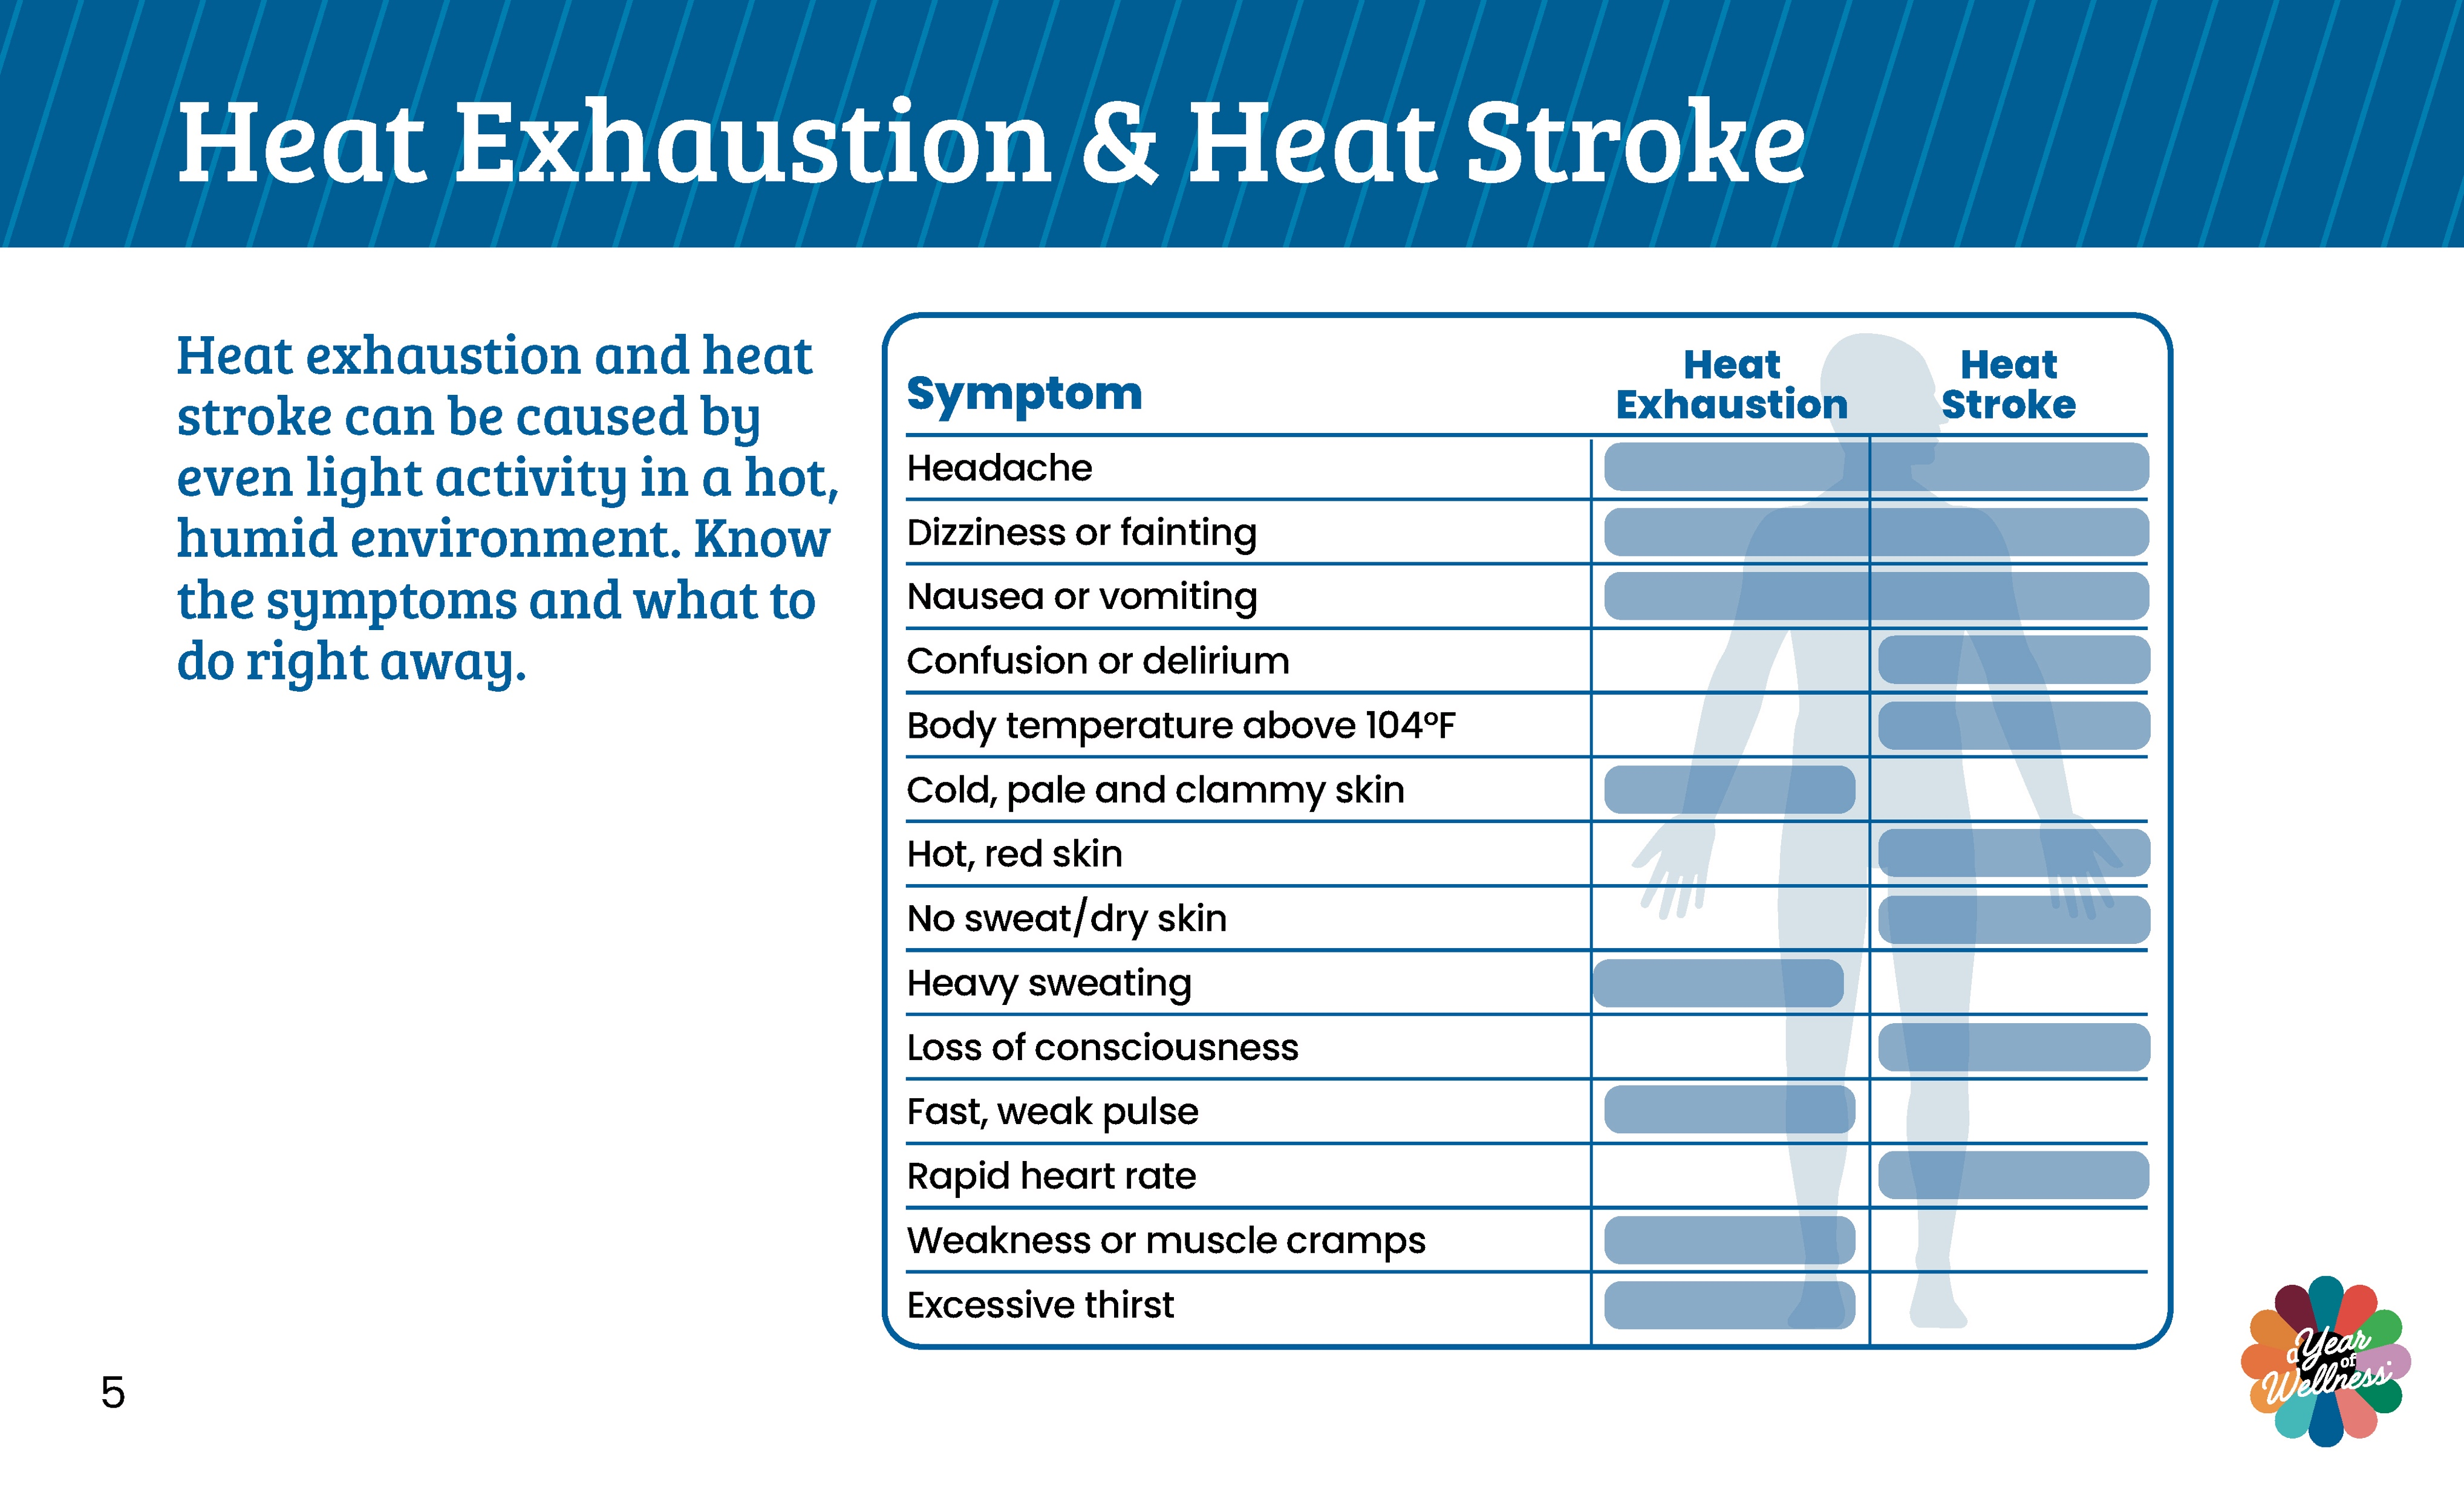 Heat Exhaustion & Heat Stroke
Heat exhaustion and heat
stroke can be caused by
even light activity in a hot,
humid environment. Know
the symptoms and what to
do right away.
Symptom
Heat
Exhaustion
Heat
Stroke
Headache
Dizziness or fainting
Nausea or vomiting
Confusion or delirium
Body temperature above 104°F
Cold, pale and clammy skin
Hot, red skin
No sweat/dry skin
Heavy sweating
Loss of consciousness
Fast, weak pulse
Rapid heart rate
Weakness or muscle cramps
Excessive thirst
5
a Year
of
Wellness